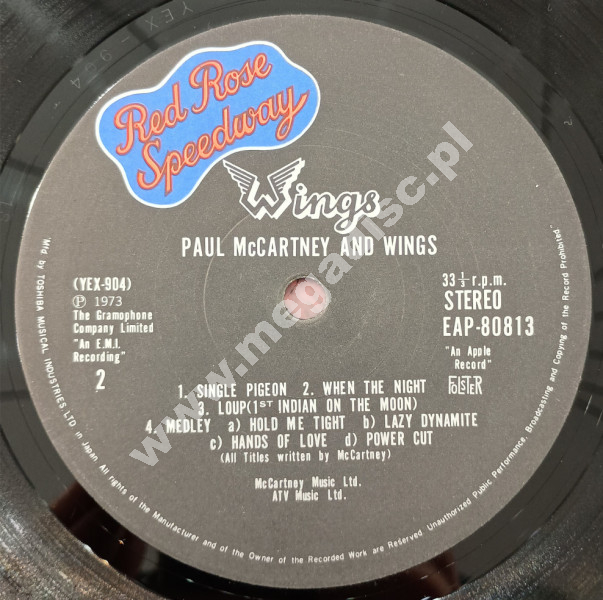 YEX-904
Red Rose
Speedway
Wings
PAUL McCARTNEY AND WINGS
(YEX-904)
Ⓟ 1973
The Gramophone
Company Limited
"An E.M.I.
Recording"
2
33 1/3 r.p.m.
STEREO
EAP-80813
"An Apple
Record"
FOLSTER
1. SINGLE PIGEON 2. WHEN THE NIGHT
3. LOUP(1ST INDIAN ON THE MOON)
4. MEDLEY a) HOLD ME TIGHT b) LAZY DYNAMITE
c) HANDS OF LOVE d) POWER CUT
(All Titles written by McCartney)
McCartney Music Ltd.
ATV Music Ltd.
Mfd by TOSHIBA MUSICAL INDUSTRIES LTD in Japan. All rights of the Manufacturer and of the Owner of the Recorded Work reserved. Unauthorized Public Performance, Broadcasting and Copying of the Record Prohibited
www.megadisc.pl